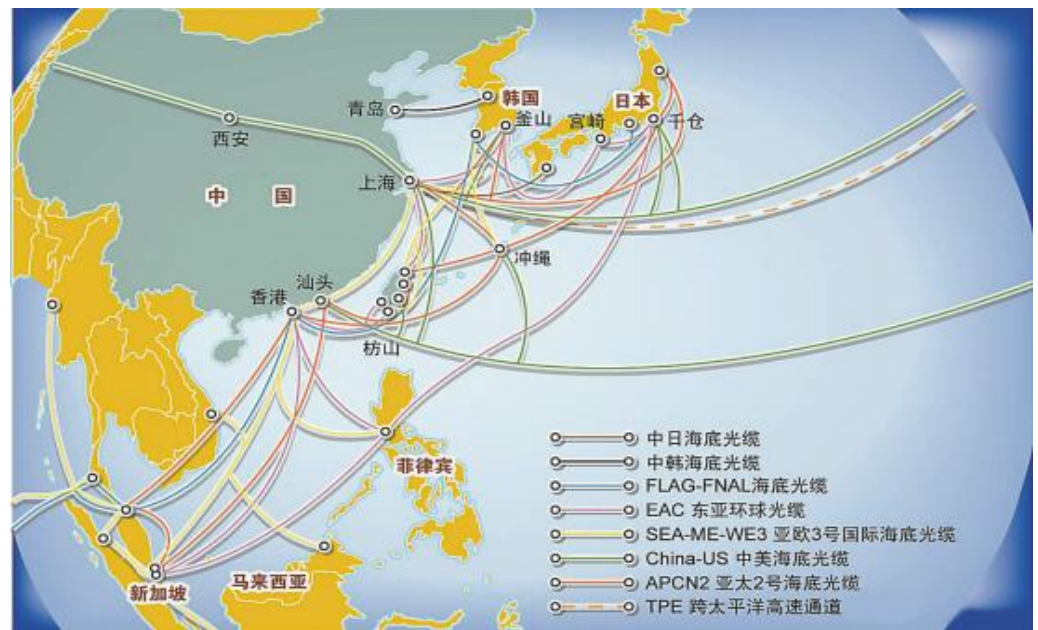 韩国
日本
青岛
釜山
宫崎
千仓
西安
上海
中 国
冲绳
汕头
香港
枋山
菲律宾
马来西亚
新加坡
中日海底光缆
中韩海底光缆
FLAG-FNAL海底光缆
EAC 东亚环球光缆
SEA-ME-WE3 亚欧3号国际海底光缆
China-US 中美海底光缆
APCN2 亚太2号海底光缆
TPE 跨太平洋高速通道